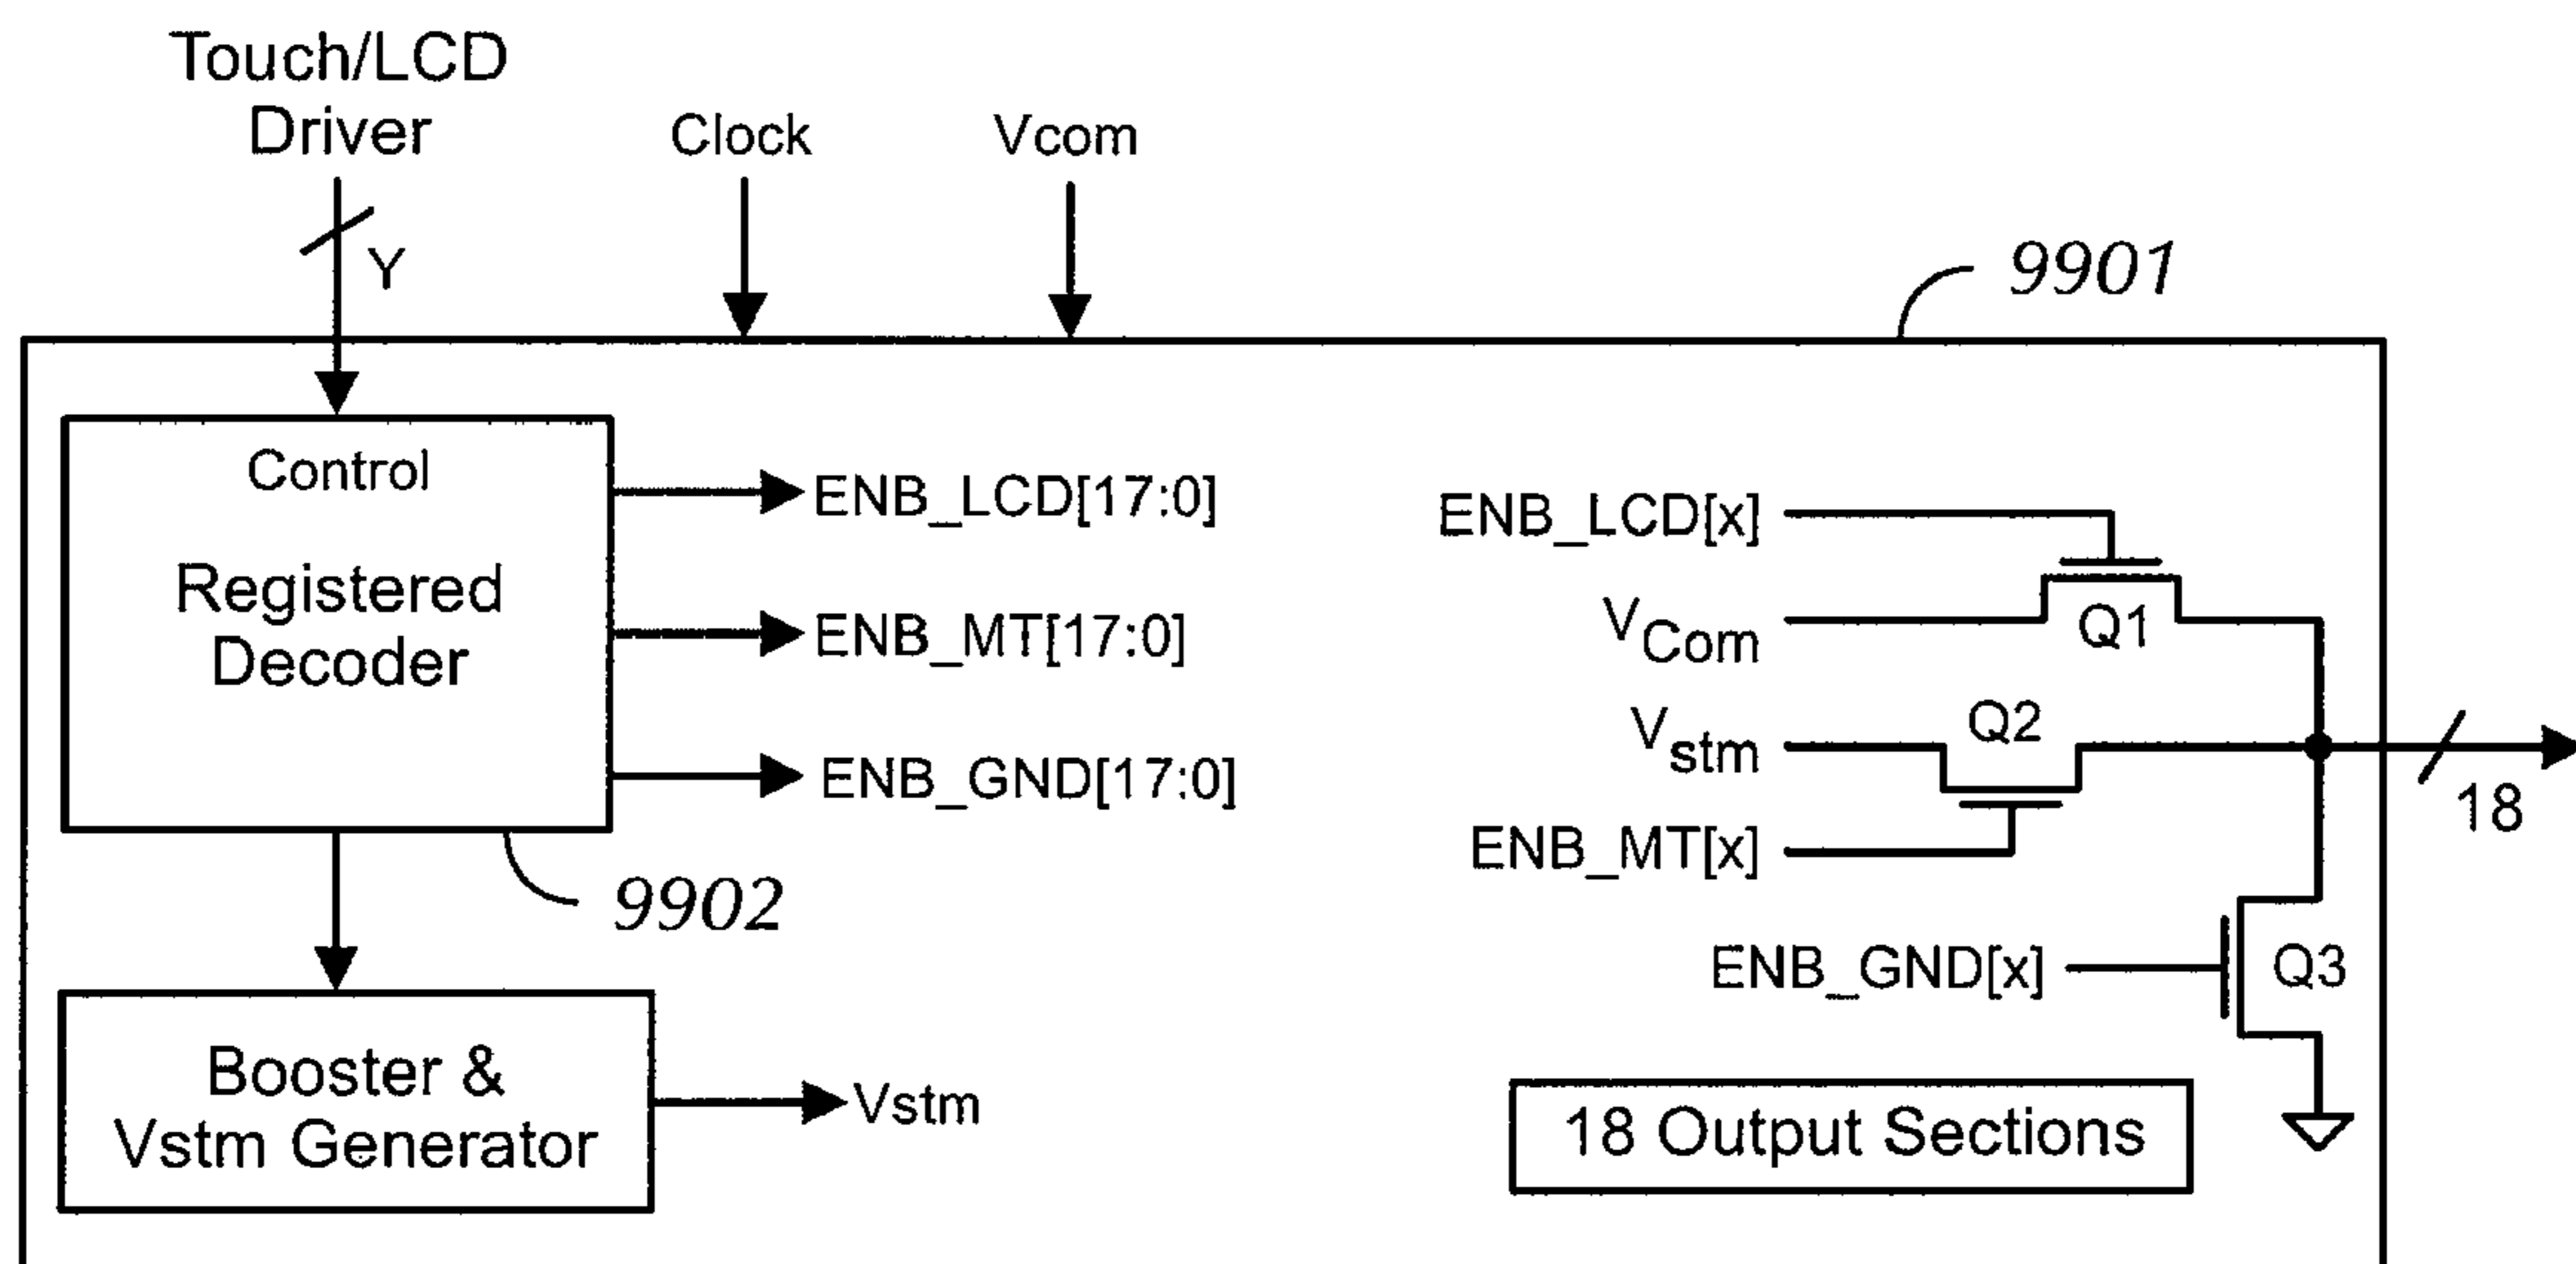 Touch/LCD
Driver
Clock
Vcom
Y
9901
Control
Registered
Decoder
ENB_LCD[17:0]
ENB_MT[17:0]
ENB_GND[17:0]
9902
Booster &
Vstm Generator
Vstm
ENB_LCD[x]
VCom
Q1
Vstm
Q2
ENB_MT[x]
18
ENB_GND[x]
Q3
18 Output Sections